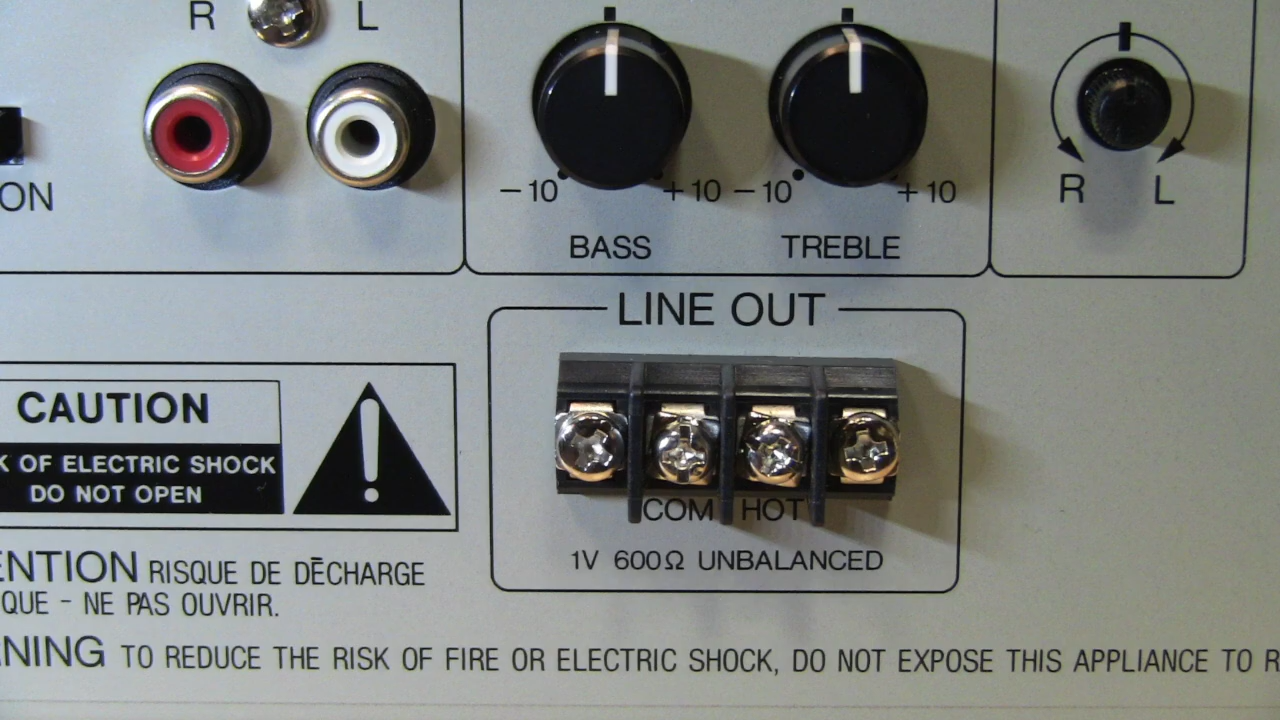 R L
ON
−10 +10 −10 +10
BASS TREBLE
R L
LINE OUT
COM HOT
1V 600Ω UNBALANCED
CAUTION
K OF ELECTRIC SHOCK
DO NOT OPEN
ENTION RISQUE DE DĒCHARGE
QUE - NE PAS OUVRIR.
NING TO REDUCE THE RISK OF FIRE OR ELECTRIC SHOCK, DO NOT EXPOSE THIS APPLIANCE TO R